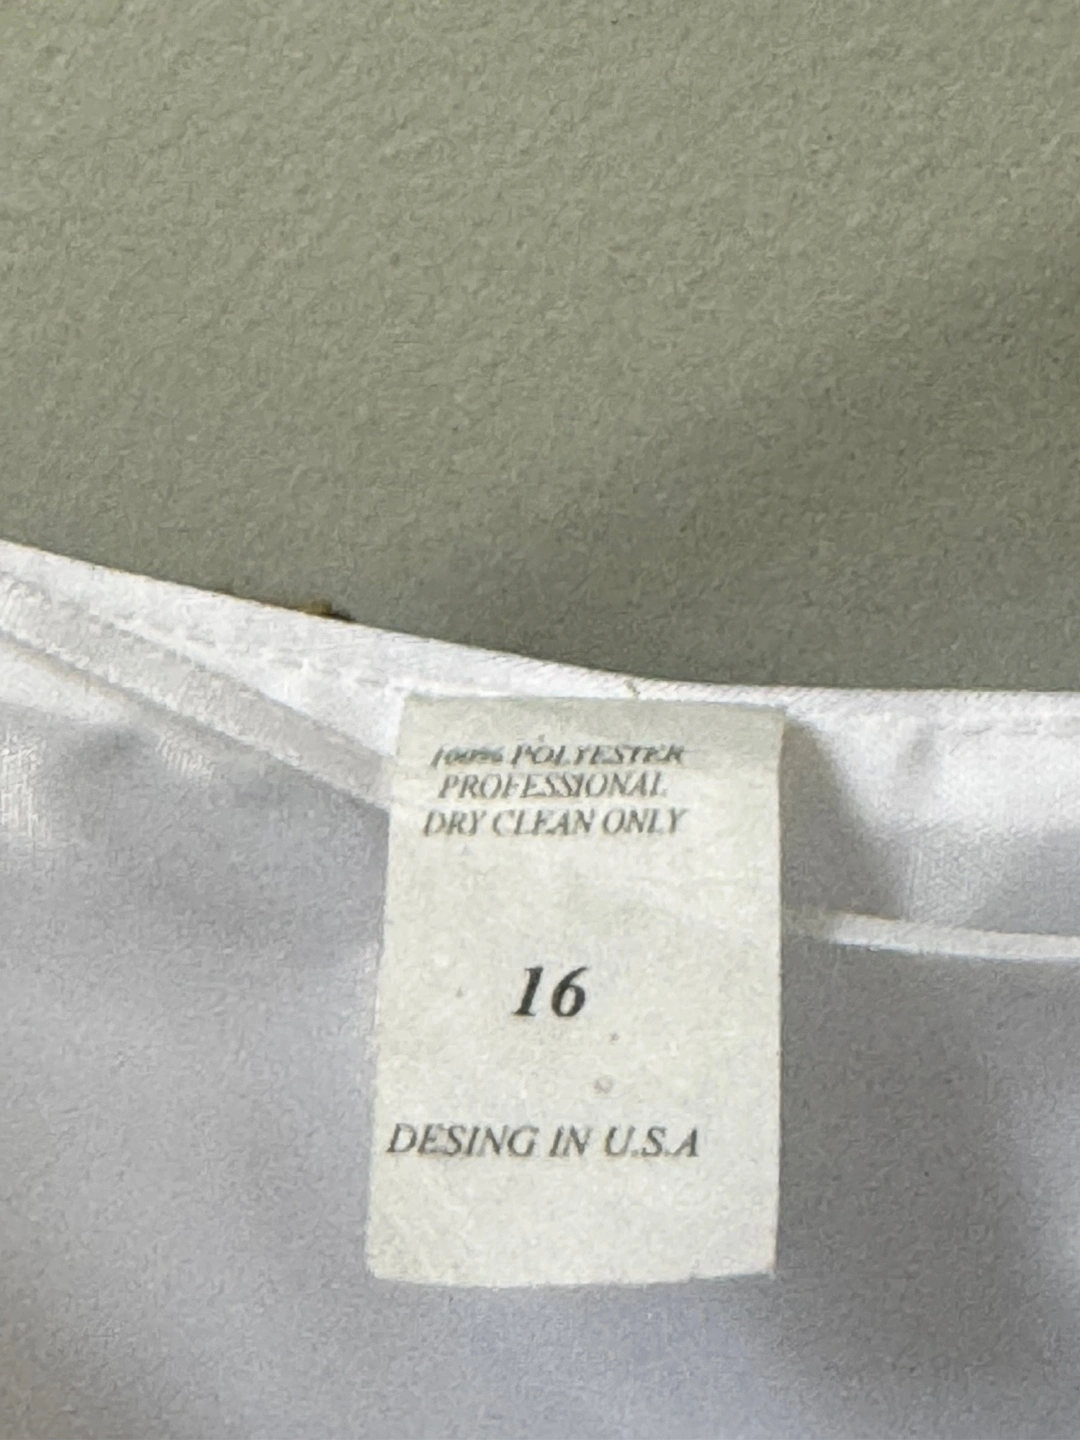 100% POLYESTER
PROFESSIONAL
DRY CLEAN ONLY
16
DESING IN U.S.A